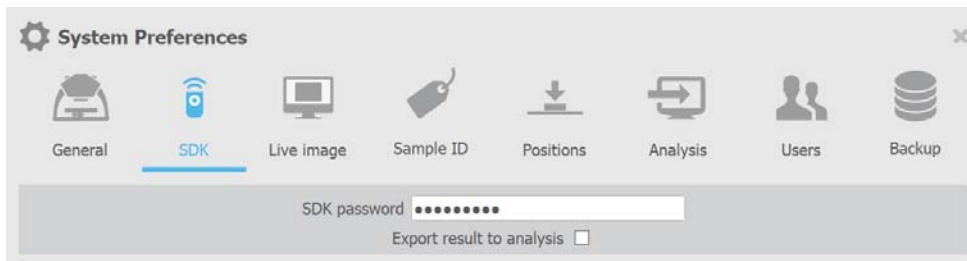 System Preferences
General SDK Live image Sample ID Positions Analysis Users Backup
SDK password •••••••••
Export result to analysis